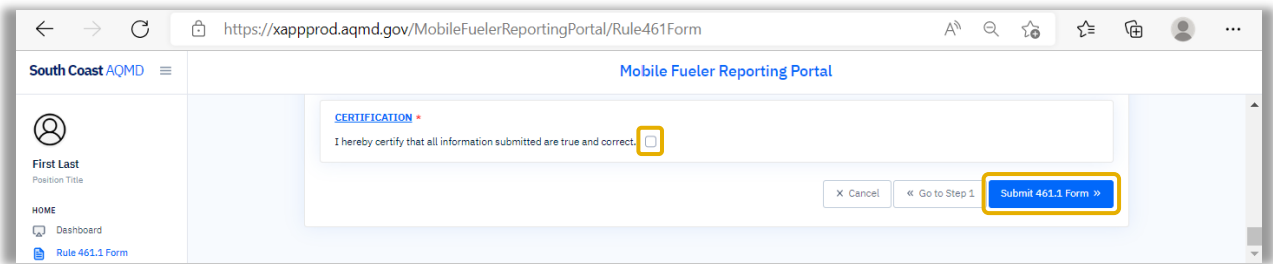 https://xappprod.aqmd.gov/MobileFuelerReportingPortal/Rule461Form
South Coast AQMD
Mobile Fueler Reporting Portal
First Last
Position Title
HOME
Dashboard
Rule 461.1 Form
CERTIFICATION *
I hereby certify that all information submitted are true and correct.
X Cancel
« Go to Step 1
Submit 461.1 Form »